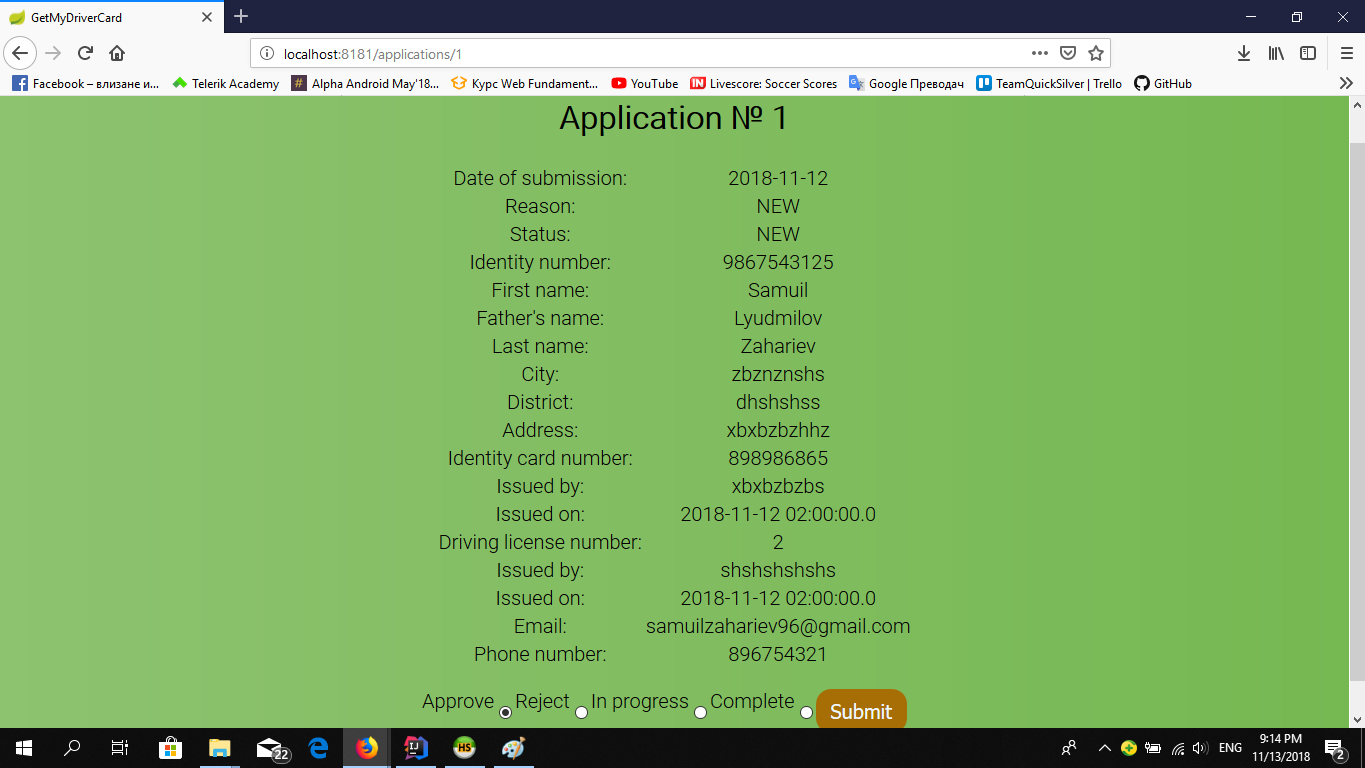 GetMyDriverCard
localhost:8181/applications/1
Facebook – влизане и... Telerik Academy Alpha Android May'18... Курс Web Fundament... YouTube Livescore: Soccer Scores Google Преводач TeamQuickSilver | Trello GitHub
Application № 1
Date of submission: 2018-11-12
Reason: NEW
Status: NEW
Identity number: 9867543125
First name: Samuil
Father's name: Lyudmilov
Last name: Zahariev
City: zbznznshs
District: dhshshss
Address: xbxbzbzhhz
Identity card number: 898986865
Issued by: xbxbzbzbs
Issued on: 2018-11-12 02:00:00.0
Driving license number: 2
Issued by: shshshshshs
Issued on: 2018-11-12 02:00:00.0
Email: samuilzahariev96@gmail.com
Phone number: 896754321
Approve Reject In progress Complete Submit
22 IJ HS ENG 9:14 PM
11/13/2018 2